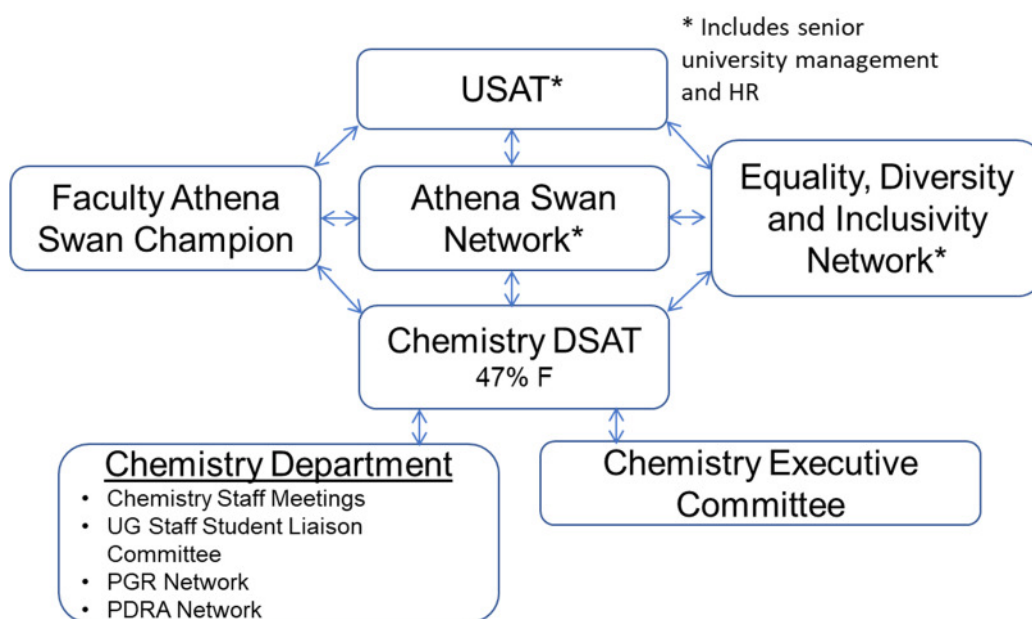 * Includes senior
university management
and HR
USAT*
Faculty Athena
Swan Champion
Athena Swan
Network*
Equality, Diversity
and Inclusivity
Network*
Chemistry DSAT
47% F
Chemistry Department
• Chemistry Staff Meetings
• UG Staff Student Liaison
Committee
• PGR Network
• PDRA Network
Chemistry Executive
Committee